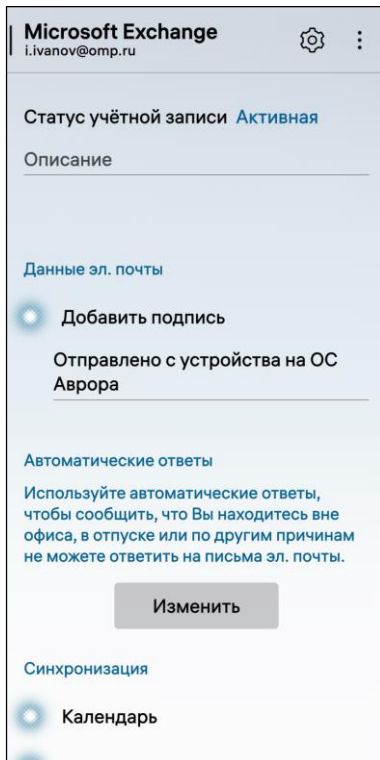 Microsoft Exchange
i.ivanov@omp.ru
Статус учётной записи Активная
Описание
Данные эл. почты
Добавить подпись
Отправлено с устройства на ОС
Аврора
Автоматические ответы
Используйте автоматические ответы,
чтобы сообщить, что Вы находитесь вне
офиса, в отпуске или по другим причинам
не можете ответить на письма эл. почты.
Изменить
Синхронизация
Календарь